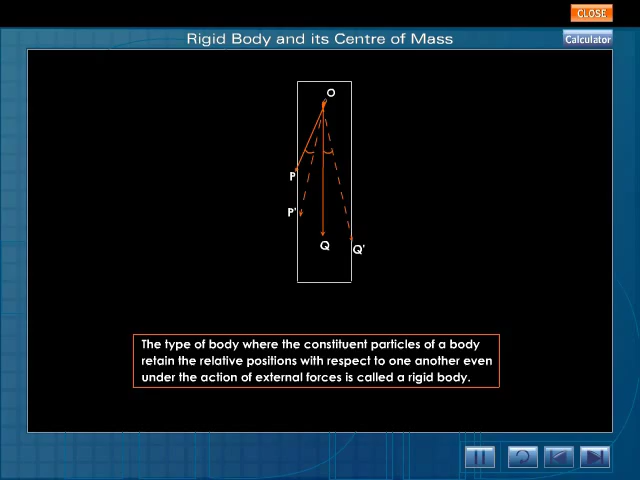 CLOSE
Rigid Body and its Centre of Mass
Calculator
O
P
P'
Q
Q'
The type of body where the constituent particles of a body
retain the relative positions with respect to one another even
under the action of external forces is called a rigid body.